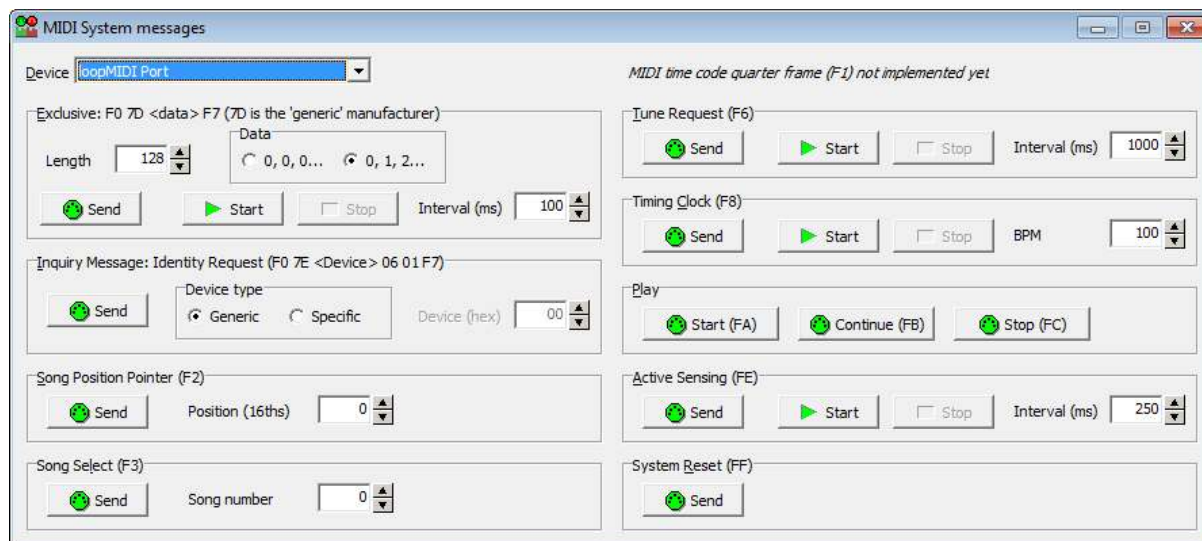 MIDI System messages
Device loopMIDI Port
MIDI time code quarter frame (F1) not implemented yet
Exclusive: F0 7D <data> F7 (7D is the 'generic' manufacturer)
Length 128
Data
0, 0, 0... 0, 1, 2...
Send Start Stop Interval (ms) 100
Inquiry Message: Identity Request (F0 7E <Device> 06 01 F7)
Send
Device type
Generic Specific
Device (hex) 00
Song Position Pointer (F2)
Send Position (16ths) 0
Song Select (F3)
Send Song number 0
Tune Request (F6)
Send Start Stop Interval (ms) 1000
Timing Clock (F8)
Send Start Stop BPM 100
Play
Start (FA) Continue (FB) Stop (FC)
Active Sensing (FE)
Send Start Stop Interval (ms) 250
System Reset (FF)
Send